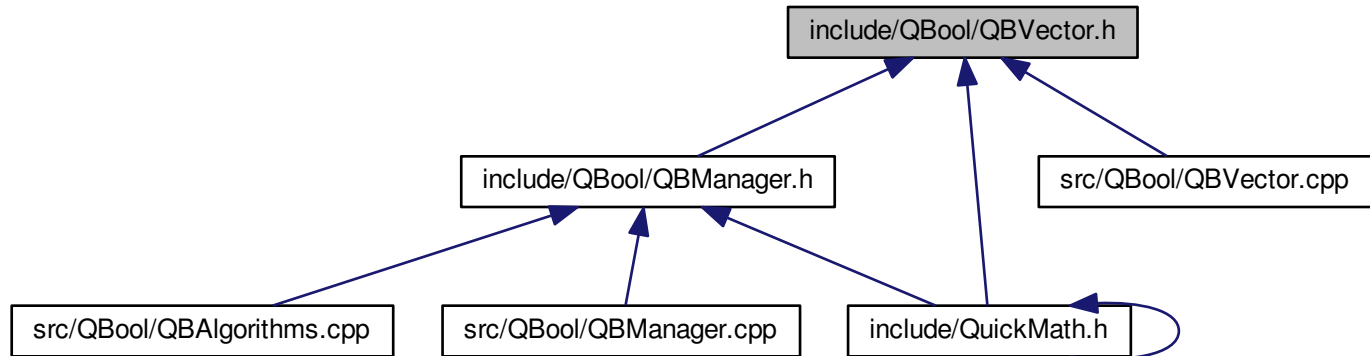 include/QBool/QBVector.h
include/QBool/QBManager.h
src/QBool/QBVector.cpp
src/QBool/QBAlgorithms.cpp
src/QBool/QBManager.cpp
include/QuickMath.h